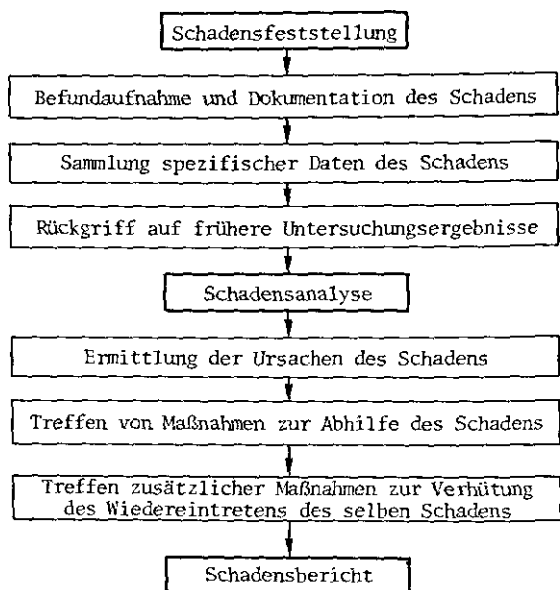 Schadensfeststellung
Befundaufnahme und Dokumentation des Schadens
Sammlung spezifischer Daten des Schadens
Rückgriff auf frühere Untersuchungsergebnisse
Schadensanalyse
Ermittlung der Ursachen des Schadens
Treffen von Maßnahmen zur Abhilfe des Schadens
Treffen zusätzlicher Maßnahmen zur Verhütung
des Wiedereintretens des selben Schadens
Schadensbericht